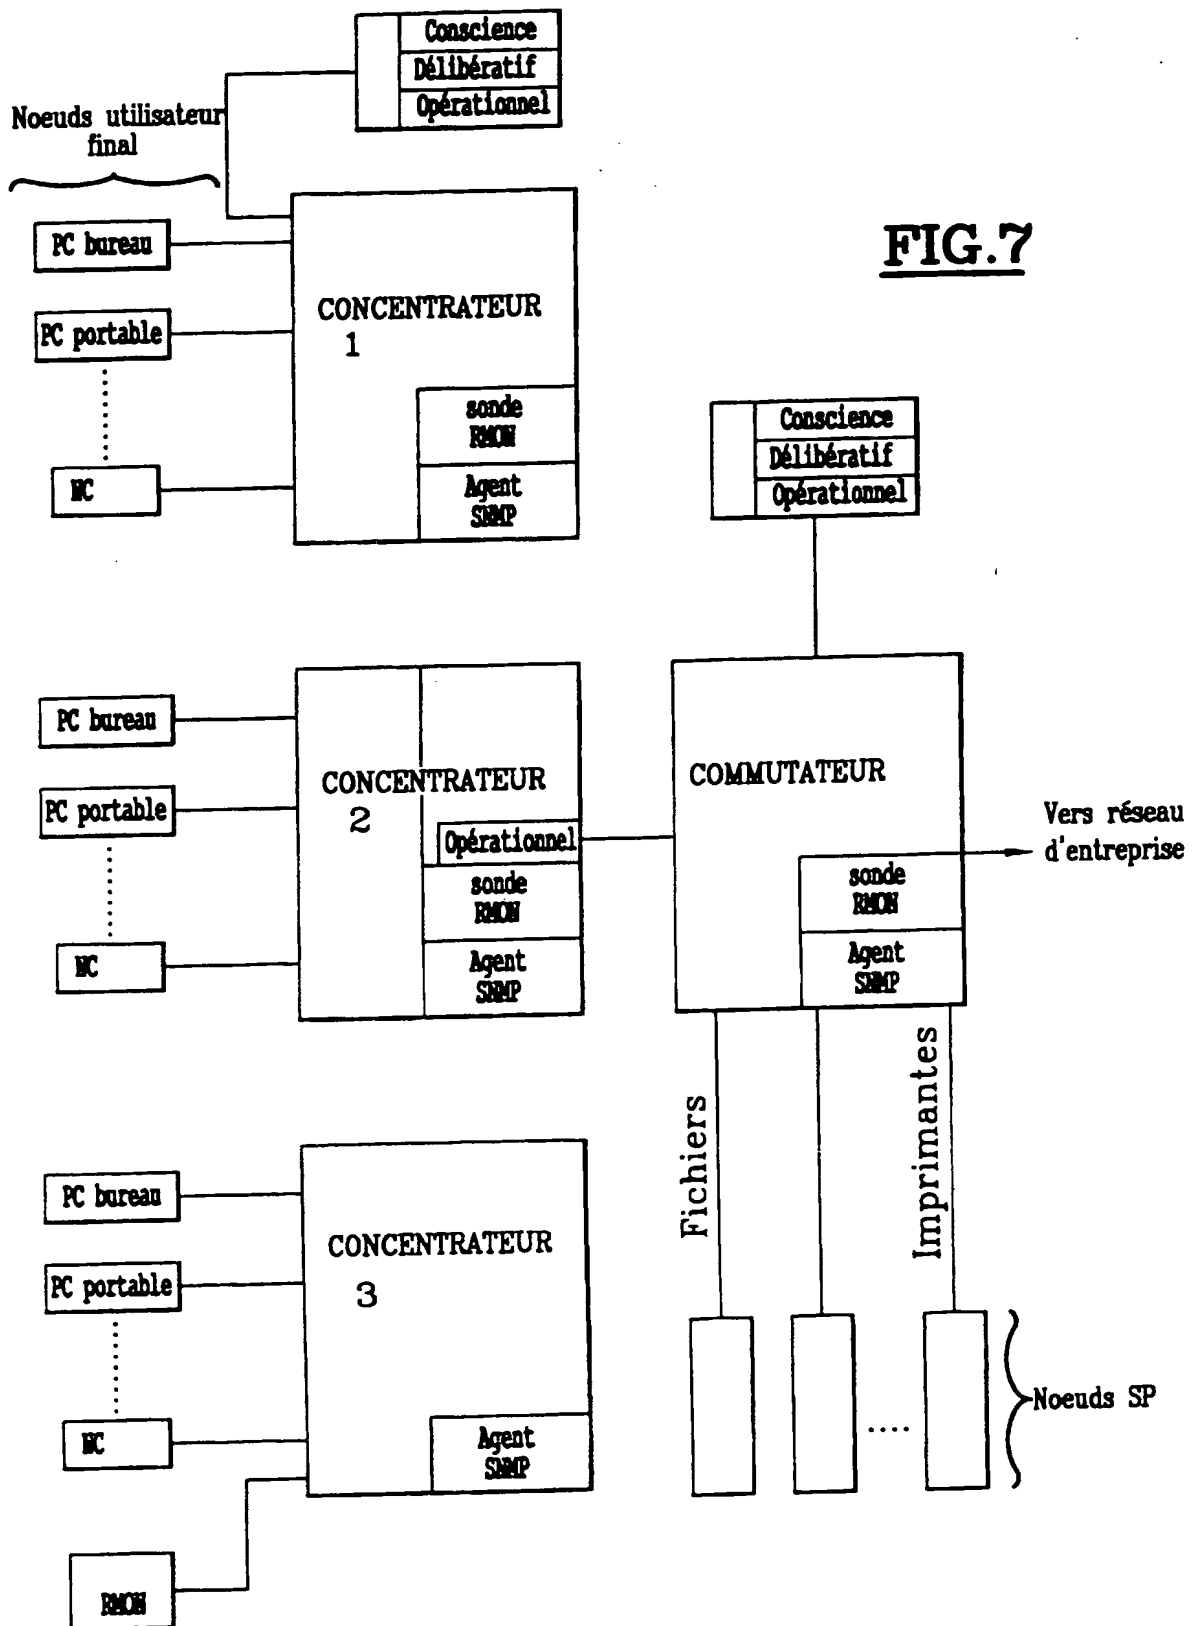 Conscience
Délibératif
Opérationnel
Noeuds utilisateur
final
FIG.7
PC bureau
PC portable
NC
CONCENTRATEUR
1
sonde
RMON
Agent
SNMP
Conscience
Délibératif
Opérationnel
PC bureau
PC portable
NC
CONCENTRATEUR
2
Opérationnel
sonde
RMON
Agent
SNMP
COMMUTATEUR
sonde
RMON
Agent
SNMP
Vers réseau
d'entreprise
Fichiers
Imprimantes
PC bureau
PC portable
NC
RMON
CONCENTRATEUR
3
Agent
SNMP
Noeuds SP